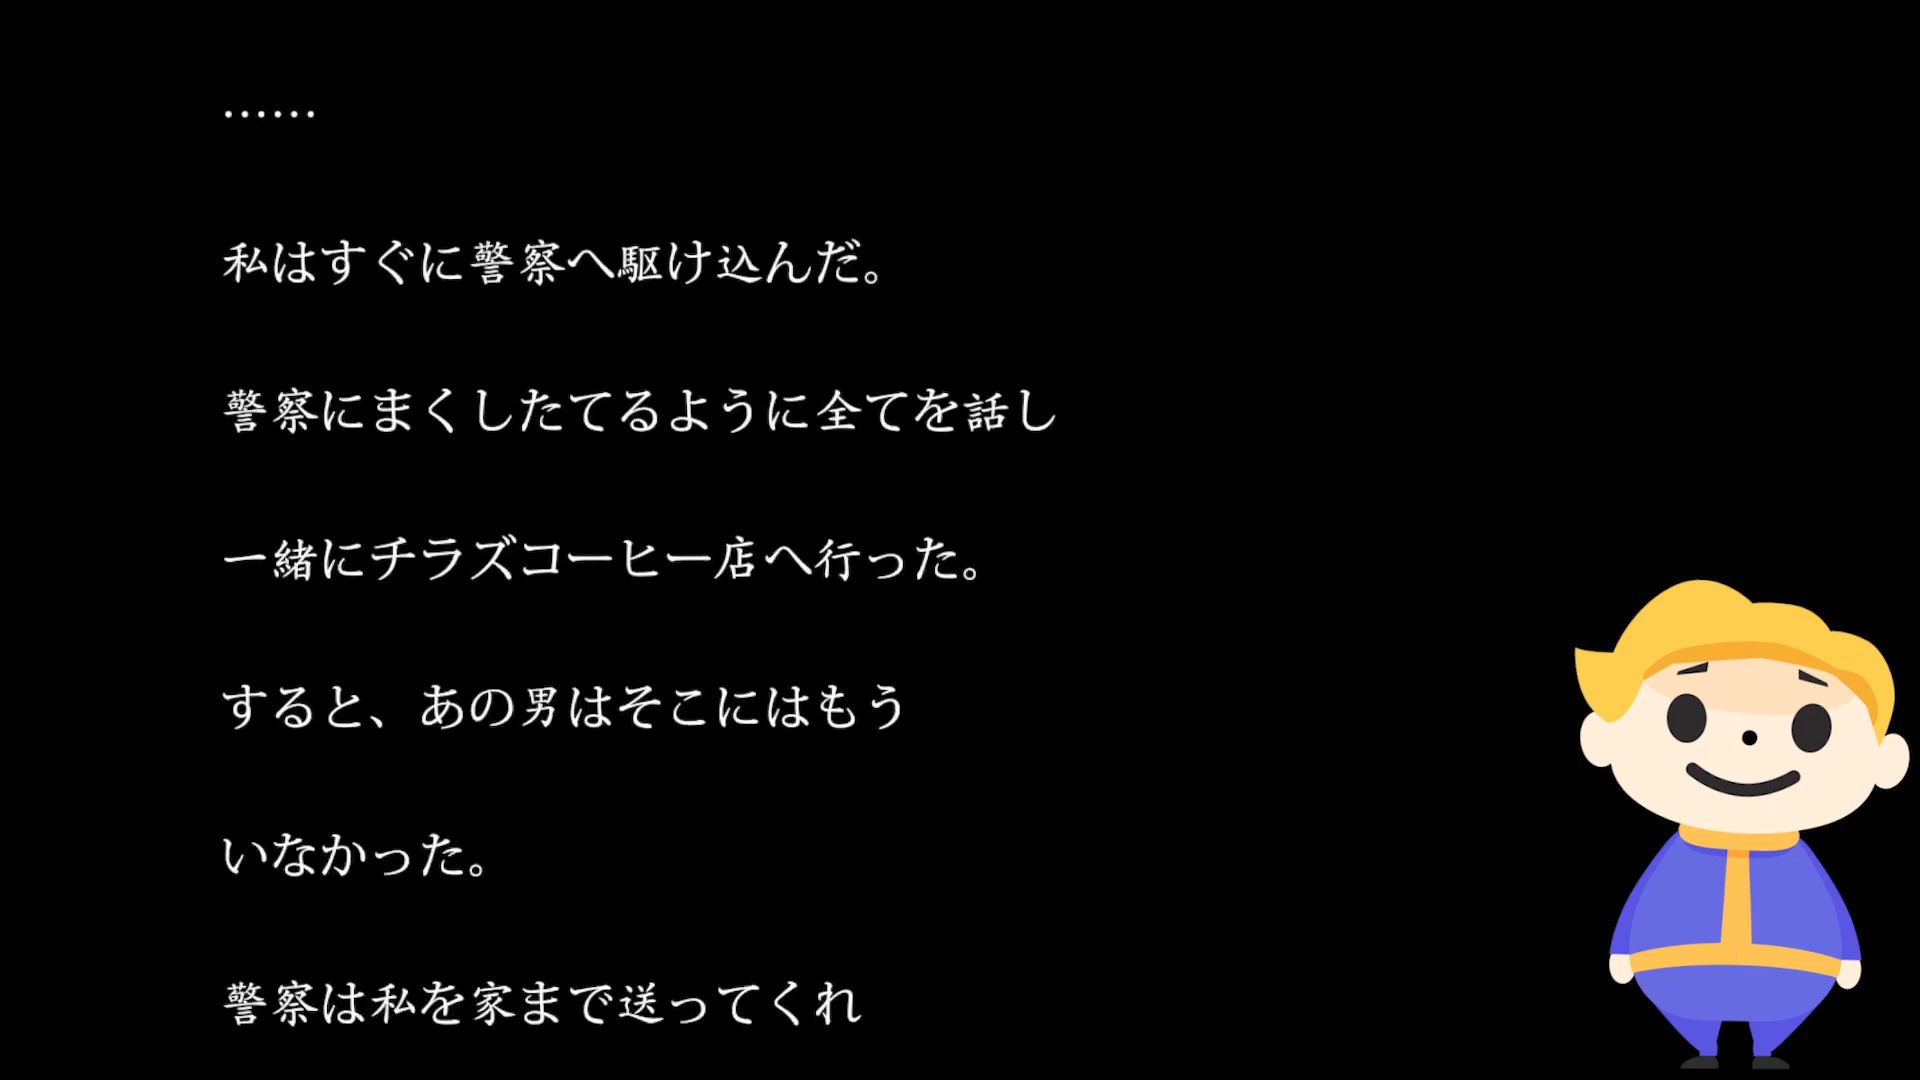 ……
私はすぐに警察へ駆け込んだ。
警察にまくしたてるように全てを話し
一緒にチラズコーヒー店へ行った。
すると、あの男はそこにはもう
いなかった。
警察は私を家まで送ってくれ